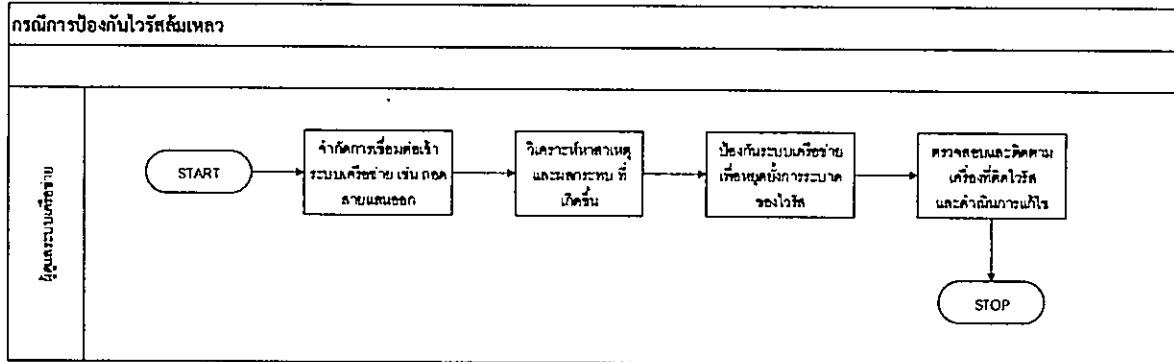 กรณีการป้องกันไวรัสล้มเหลว
ผู้ดูแลระบบเครือข่าย
START
จำกัดการเชื่อมต่อเข้า
ระบบเครือข่าย เช่น ถอด
สายแลนออก
วิเคราะห์หาสาเหตุ
และผลกระทบ ที่
เกิดขึ้น
ป้องกันระบบเครือข่าย
เพื่อหยุดยั้งการระบาด
ของไวรัส
ตรวจสอบและติดตาม
เครื่องที่ติดไวรัส
และดำเนินการแก้ไข
STOP